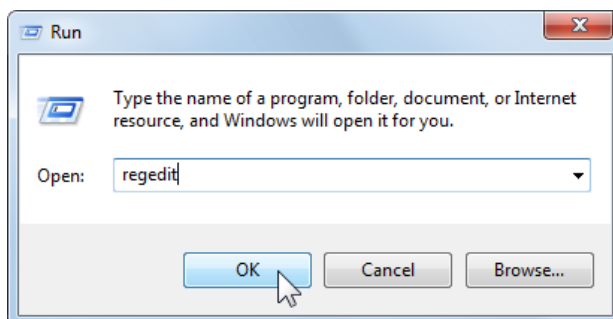 Run
Type the name of a program, folder, document, or Internet
resource, and Windows will open it for you.
Open: regedit
OK Cancel Browse...